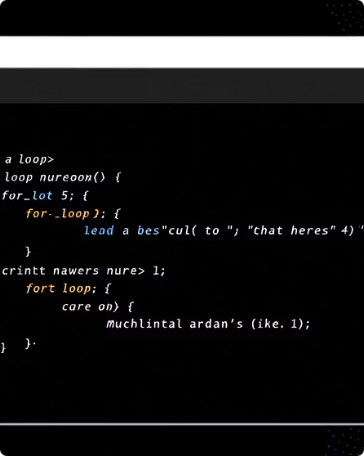 a loop>
loop nureoon() {
for_lot 5; {
for-_loop ); {
lead a bes"cul( to "; "that heres" 4) "
}
crintt nawers nure> 1;
fort loop; {
care on) {
muchlintal ardan's (ike. 1);
} }.